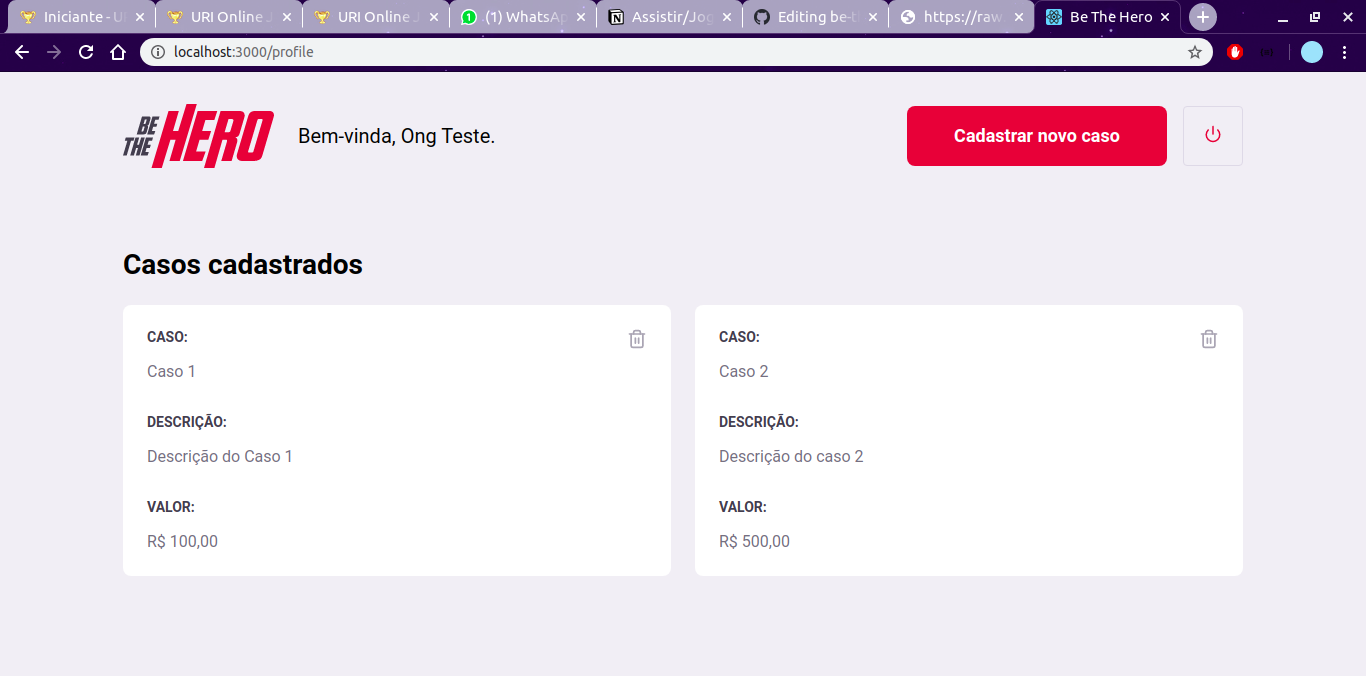 Iniciante - U
URI Online J
URI Online J
(1) WhatsAp
Assistir/Jog
Editing be-t
https://raw
Be The Hero
localhost:3000/profile
BE THE HERO
Bem-vinda, Ong Teste.
Cadastrar novo caso
Casos cadastrados
CASO:
Caso 1
DESCRIÇÃO:
Descrição do Caso 1
VALOR:
R$ 100,00
CASO:
Caso 2
DESCRIÇÃO:
Descrição do caso 2
VALOR:
R$ 500,00